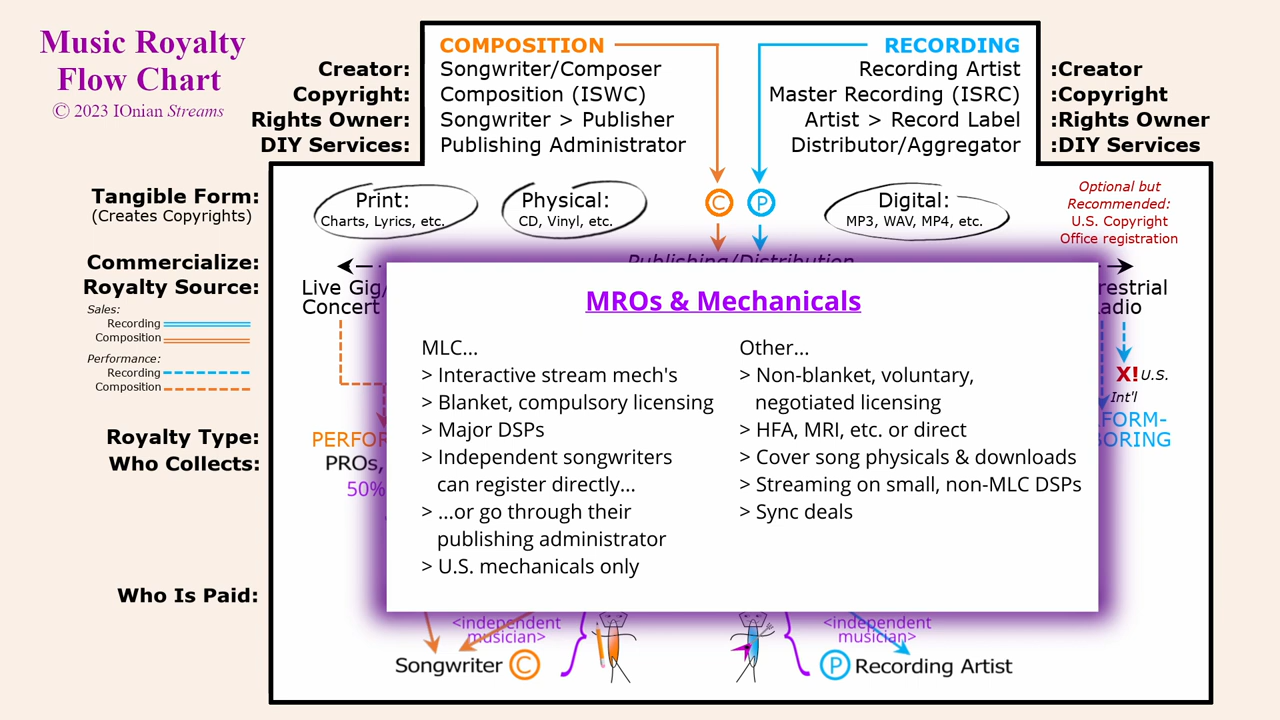 Music Royalty
Flow Chart
© 2023 IOnian Streams
COMPOSITION
RECORDING
Creator:
Songwriter/Composer
Recording Artist
:Creator
Copyright:
Composition (ISWC)
Master Recording (ISRC)
:Copyright
Rights Owner:
Songwriter > Publisher
Artist > Record Label
:Rights Owner
DIY Services:
Publishing Administrator
Distributor/Aggregator
:DIY Services
Tangible Form:
(Creates Copyrights)
Print:
Charts, Lyrics, etc.
Physical:
CD, Vinyl, etc.
C
P
Digital:
MP3, WAV, MP4, etc.
Optional but
Recommended:
U.S. Copyright
Office registration
Commercialize:
Publishing/Distribution
Royalty Source:
Live Gig/
Concert
Sales:
Recording
Composition
Performance:
Recording
Composition
X! U.S.
Int'l
Royalty Type:
Who Collects:
PROs,
50%
MROs & Mechanicals
MLC...
> Interactive stream mech's
> Blanket, compulsory licensing
> Major DSPs
> Independent songwriters
can register directly...
> ...or go through their
publishing administrator
> U.S. mechanicals only
Other...
> Non-blanket, voluntary,
negotiated licensing
> HFA, MRI, etc. or direct
> Cover song physicals & downloads
> Streaming on small, non-MLC DSPs
> Sync deals
Who Is Paid:
<independent
musician>
Songwriter C
<independent
musician>
P Recording Artist